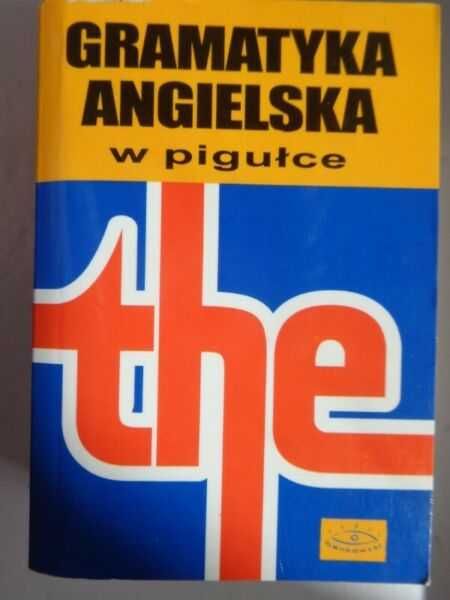 GRAMATYKA
ANGIELSKA
w pigułce
the